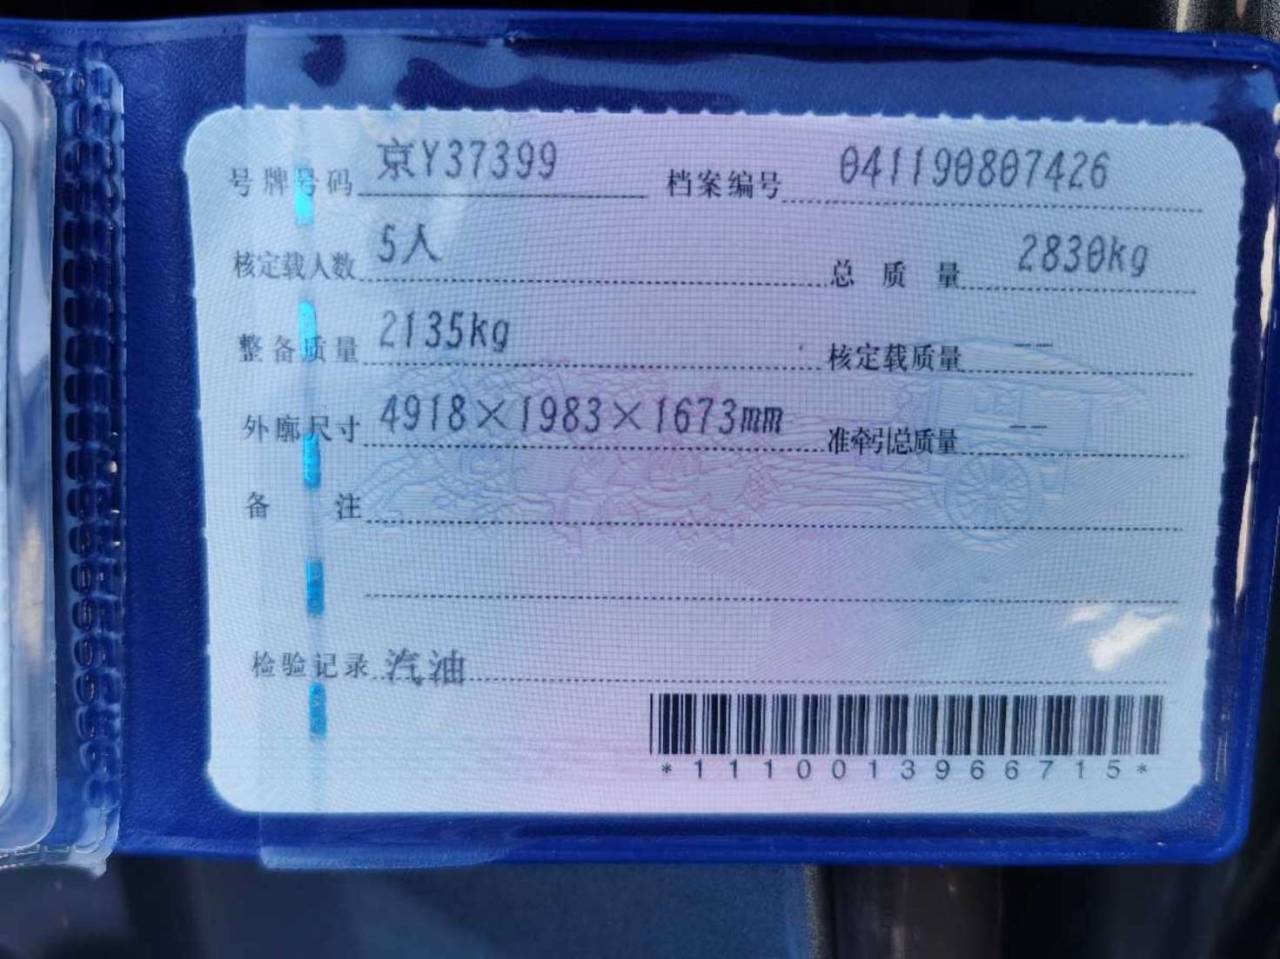 号牌号码 京Y37399 档案编号 041190807426
核定载人数 5人 总质量 2830kg
整备质量 2135kg 核定载质量 --
外廓尺寸 4918×1983×1673mm 准牵引总质量 --
备注
检验记录 汽油
*1110013966715*